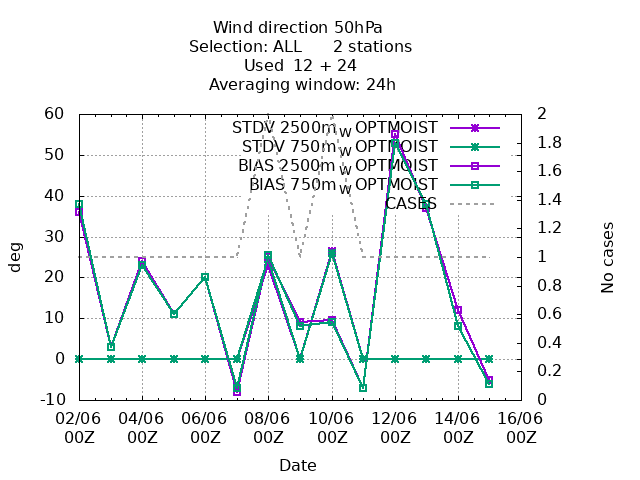 Wind direction 50hPa
Selection: ALL 2 stations
Used 12 + 24
Averaging window: 24h
60 2
STDV 2500m W OPTMOIST
50 1.8
STDV 750m W OPTMOIST
1.6
BIAS 2500m W OPTMOIST
40 1.4
BIAS 750m W OPTMOIST
CASES
30 1.2
deg
20 1
No cases
10 0.8
0 0.6
-10 0.4
0.2
0
02/06 04/06 06/06 08/06 10/06 12/06 14/06 16/06
00Z 00Z 00Z 00Z 00Z 00Z 00Z 00Z
Date